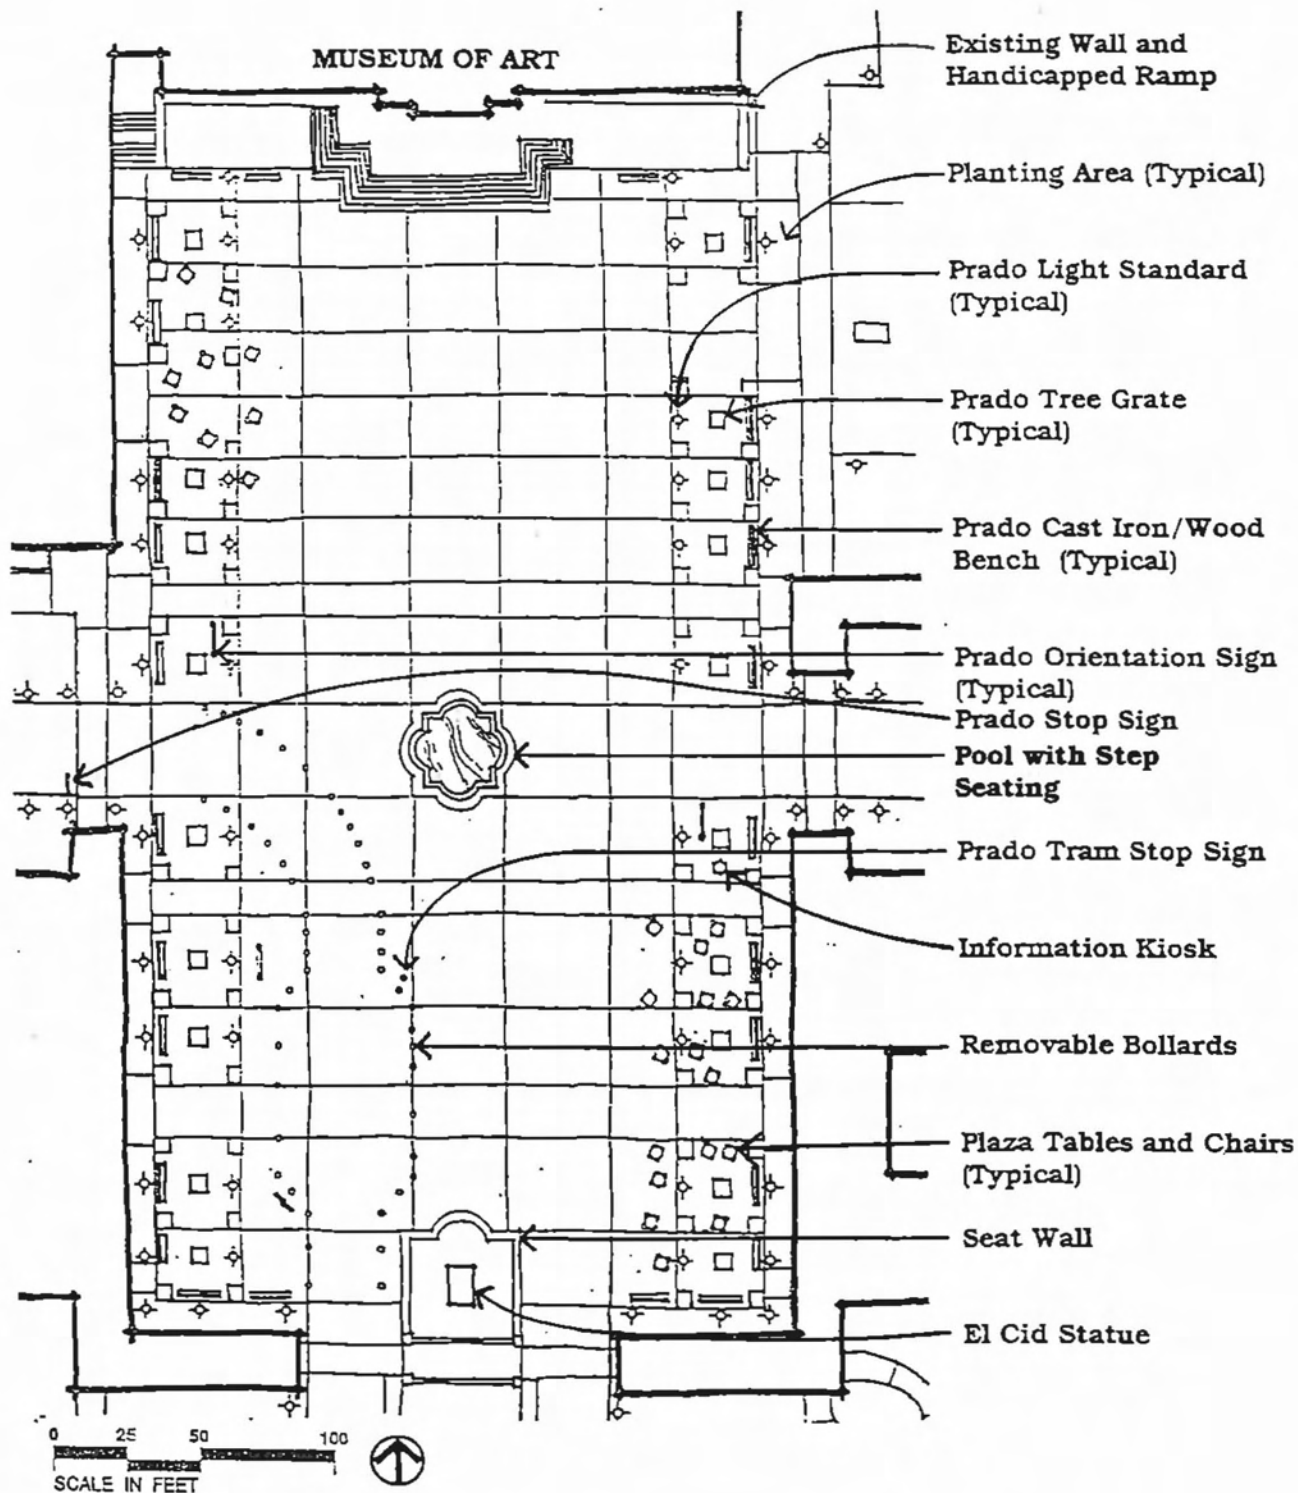 MUSEUM OF ART
Existing Wall and
Handicapped Ramp
Planting Area (Typical)
Prado Light Standard
(Typical)
Prado Tree Grate
(Typical)
Prado Cast Iron/Wood
Bench (Typical)
Prado Orientation Sign
(Typical)
Prado Stop Sign
Pool with Step
Seating
Prado Tram Stop Sign
Information Kiosk
Removable Bollards
Plaza Tables and Chairs
(Typical)
Seat Wall
El Cid Statue
0 25 50 100
SCALE IN FEET